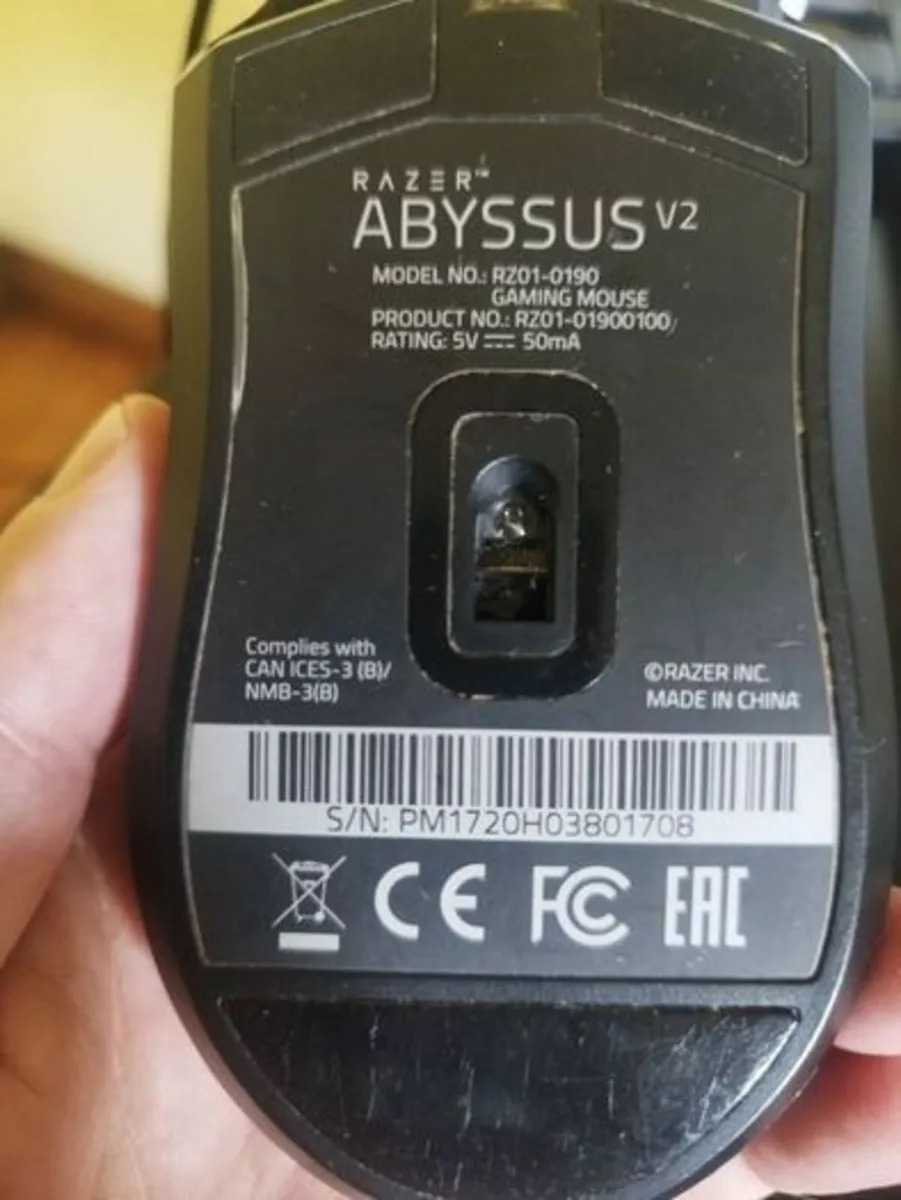 RAZER™
ABYSSUS V2
MODEL NO.: RZ01-0190
GAMING MOUSE
PRODUCT NO.: RZ01-01900100
RATING: 5V ⎓ 50mA
Complies with
CAN ICES-3 (B)/
NMB-3(B)
©RAZER INC.
MADE IN CHINA
S/N: PM1720H03801708
CE FC EAC